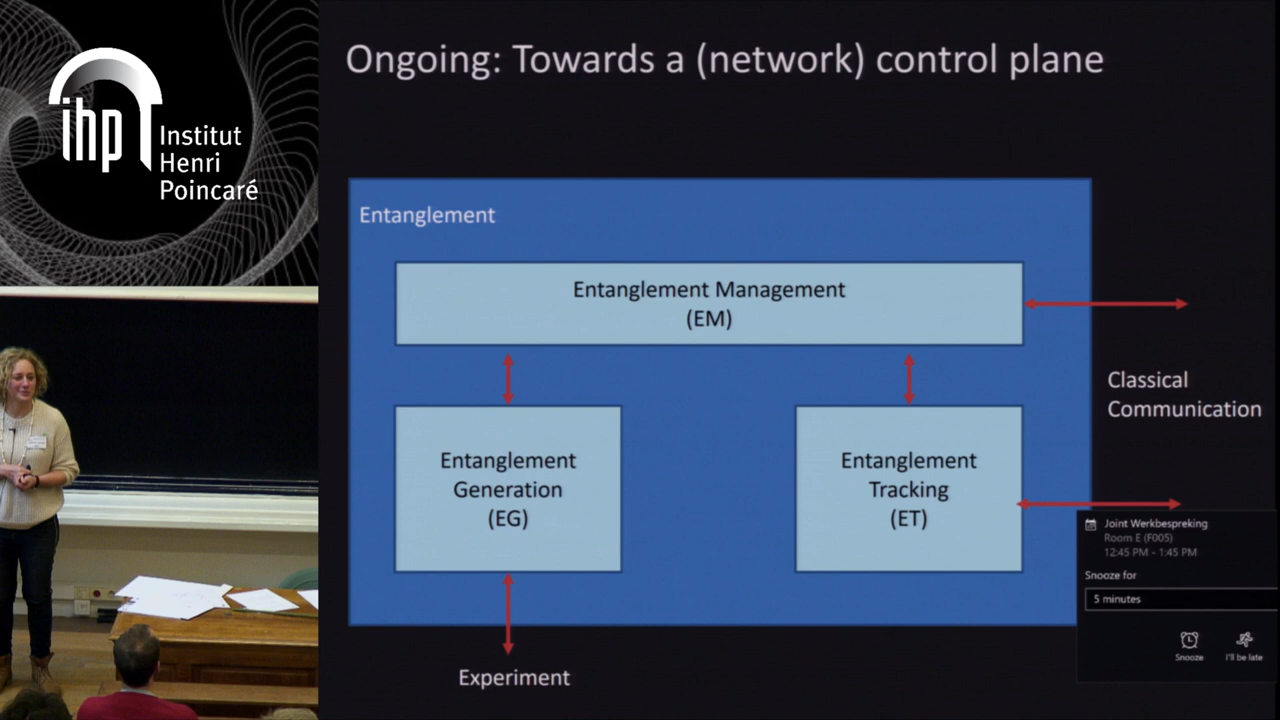 ihp
Institut
Henri
Poincaré
Ongoing: Towards a (network) control plane
Entanglement
Entanglement Management
(EM)
Entanglement
Generation
(EG)
Entanglement
Tracking
(ET)
Classical
Communication
Experiment
Joint Werkbespreking
Room E (F005)
12:45 PM - 1:45 PM
Snooze for
5 minutes
Snooze
I'll be late